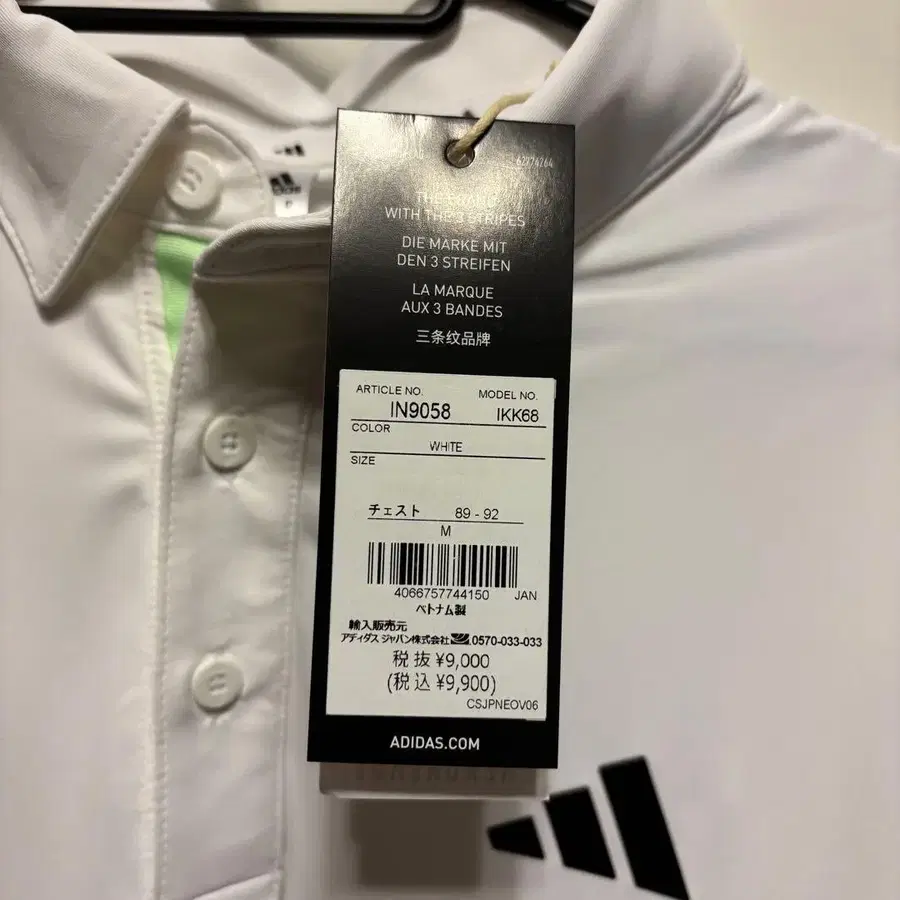 62274264
THE BRAND
WITH THE 3 STRIPES
DIE MARKE MIT
DEN 3 STREIFEN
LA MARQUE
AUX 3 BANDES
三条纹品牌
ARTICLE NO. MODEL NO.
IN9058 IKK68
COLOR
WHITE
SIZE
チェスト 89 - 92
M
4066757744150 JAN
ベトナム製
輸入販売元
アディダス ジャパン株式会社 0570-033-033
税抜 ¥9,000
(税込 ¥9,900)
CSJPNEOV06
ADIDAS.COM